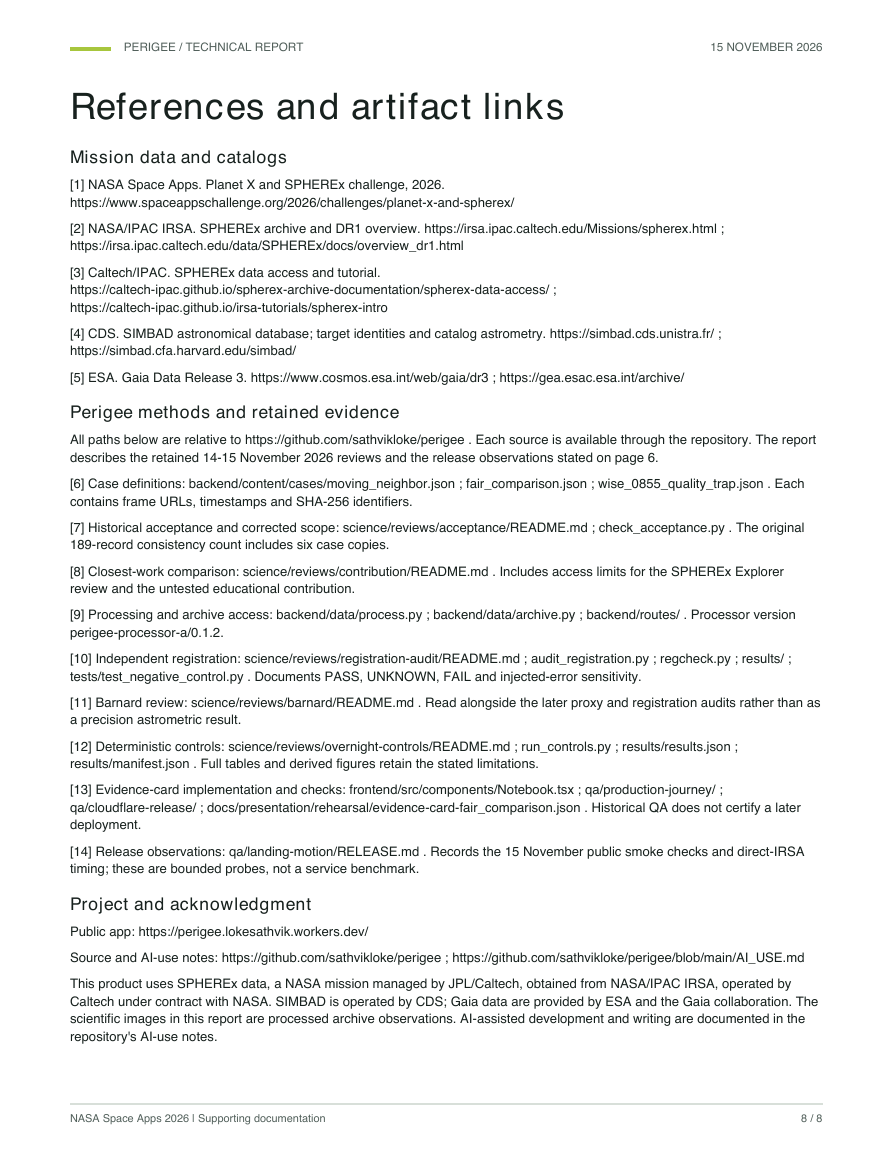 PERIGEE / TECHNICAL REPORT
15 NOVEMBER 2026
References and artifact links
Mission data and catalogs
[1] NASA Space Apps. Planet X and SPHEREx challenge, 2026.
https://www.spaceappschallenge.org/2026/challenges/planet-x-and-spherex/
[2] NASA/IPAC IRSA. SPHEREx archive and DR1 overview. https://irsa.ipac.caltech.edu/Missions/spherex.html ;
https://irsa.ipac.caltech.edu/data/SPHEREx/docs/overview_dr1.html
[3] Caltech/IPAC. SPHEREx data access and tutorial.
https://caltech-ipac.github.io/spherex-archive-documentation/spherex-data-access/ ;
https://caltech-ipac.github.io/irsa-tutorials/spherex-intro
[4] CDS. SIMBAD astronomical database; target identities and catalog astrometry. https://simbad.cds.unistra.fr/ ;
https://simbad.cfa.harvard.edu/simbad/
[5] ESA. Gaia Data Release 3. https://www.cosmos.esa.int/web/gaia/dr3 ; https://gea.esac.esa.int/archive/
Perigee methods and retained evidence
All paths below are relative to https://github.com/sathvikloke/perigee . Each source is available through the repository. The report
describes the retained 14-15 November 2026 reviews and the release observations stated on page 6.
[6] Case definitions: backend/content/cases/moving_neighbor.json ; fair_comparison.json ; wise_0855_quality_trap.json . Each
contains frame URLs, timestamps and SHA-256 identifiers.
[7] Historical acceptance and corrected scope: science/reviews/acceptance/README.md ; check_acceptance.py . The original
189-record consistency count includes six case copies.
[8] Closest-work comparison: science/reviews/contribution/README.md . Includes access limits for the SPHEREx Explorer
review and the untested educational contribution.
[9] Processing and archive access: backend/data/process.py ; backend/data/archive.py ; backend/routes/ . Processor version
perigee-processor-a/0.1.2.
[10] Independent registration: science/reviews/registration-audit/README.md ; audit_registration.py ; regcheck.py ; results/ ;
tests/test_negative_control.py . Documents PASS, UNKNOWN, FAIL and injected-error sensitivity.
[11] Barnard review: science/reviews/barnard/README.md . Read alongside the later proxy and registration audits rather than as
a precision astrometric result.
[12] Deterministic controls: science/reviews/overnight-controls/README.md ; run_controls.py ; results/results.json ;
results/manifest.json . Full tables and derived figures retain the stated limitations.
[13] Evidence-card implementation and checks: frontend/src/components/Notebook.tsx ; qa/production-journey/ ;
qa/cloudflare-release/ ; docs/presentation/rehearsal/evidence-card-fair_comparison.json . Historical QA does not certify a later
deployment.
[14] Release observations: qa/landing-motion/RELEASE.md . Records the 15 November public smoke checks and direct-IRSA
timing; these are bounded probes, not a service benchmark.
Project and acknowledgment
Public app: https://perigee.lokesathvik.workers.dev/
Source and AI-use notes: https://github.com/sathvikloke/perigee ; https://github.com/sathvikloke/perigee/blob/main/AI_USE.md
This product uses SPHEREx data, a NASA mission managed by JPL/Caltech, obtained from NASA/IPAC IRSA, operated by
Caltech under contract with NASA. SIMBAD is operated by CDS; Gaia data are provided by ESA and the Gaia collaboration. The
scientific images in this report are processed archive observations. AI-assisted development and writing are documented in the
repository's AI-use notes.
NASA Space Apps 2026 | Supporting documentation
8 / 8